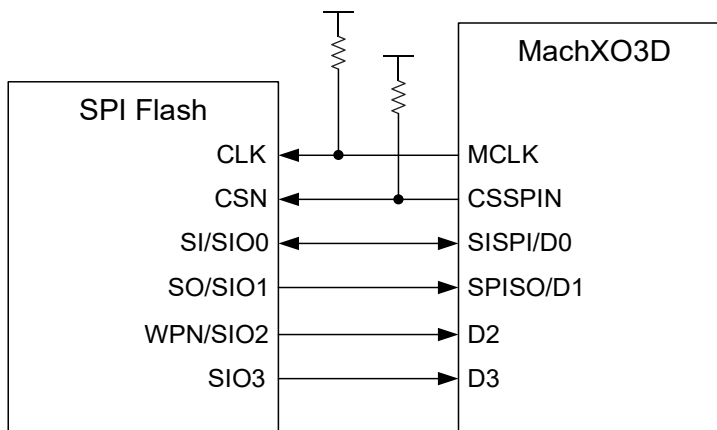 MachXO3D
SPI Flash
CLK MCLK
CSN CSSPIN
SI/SIO0 SISPI/D0
SO/SIO1 SPISO/D1
WPN/SIO2 D2
SIO3 D3